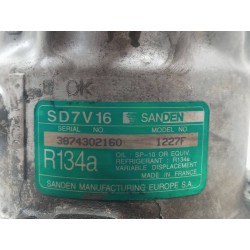 W OK
SD7V16 SANDEN
SERIAL NO MODEL NO
3874302160 1227F
R134a
OIL : SP-10 OR EQUIV.
REFRIGERANT : R134a
VARIABLE DISPLACEMENT
MADE IN FRANCE
SANDEN MANUFACTURING EUROPE S.A.